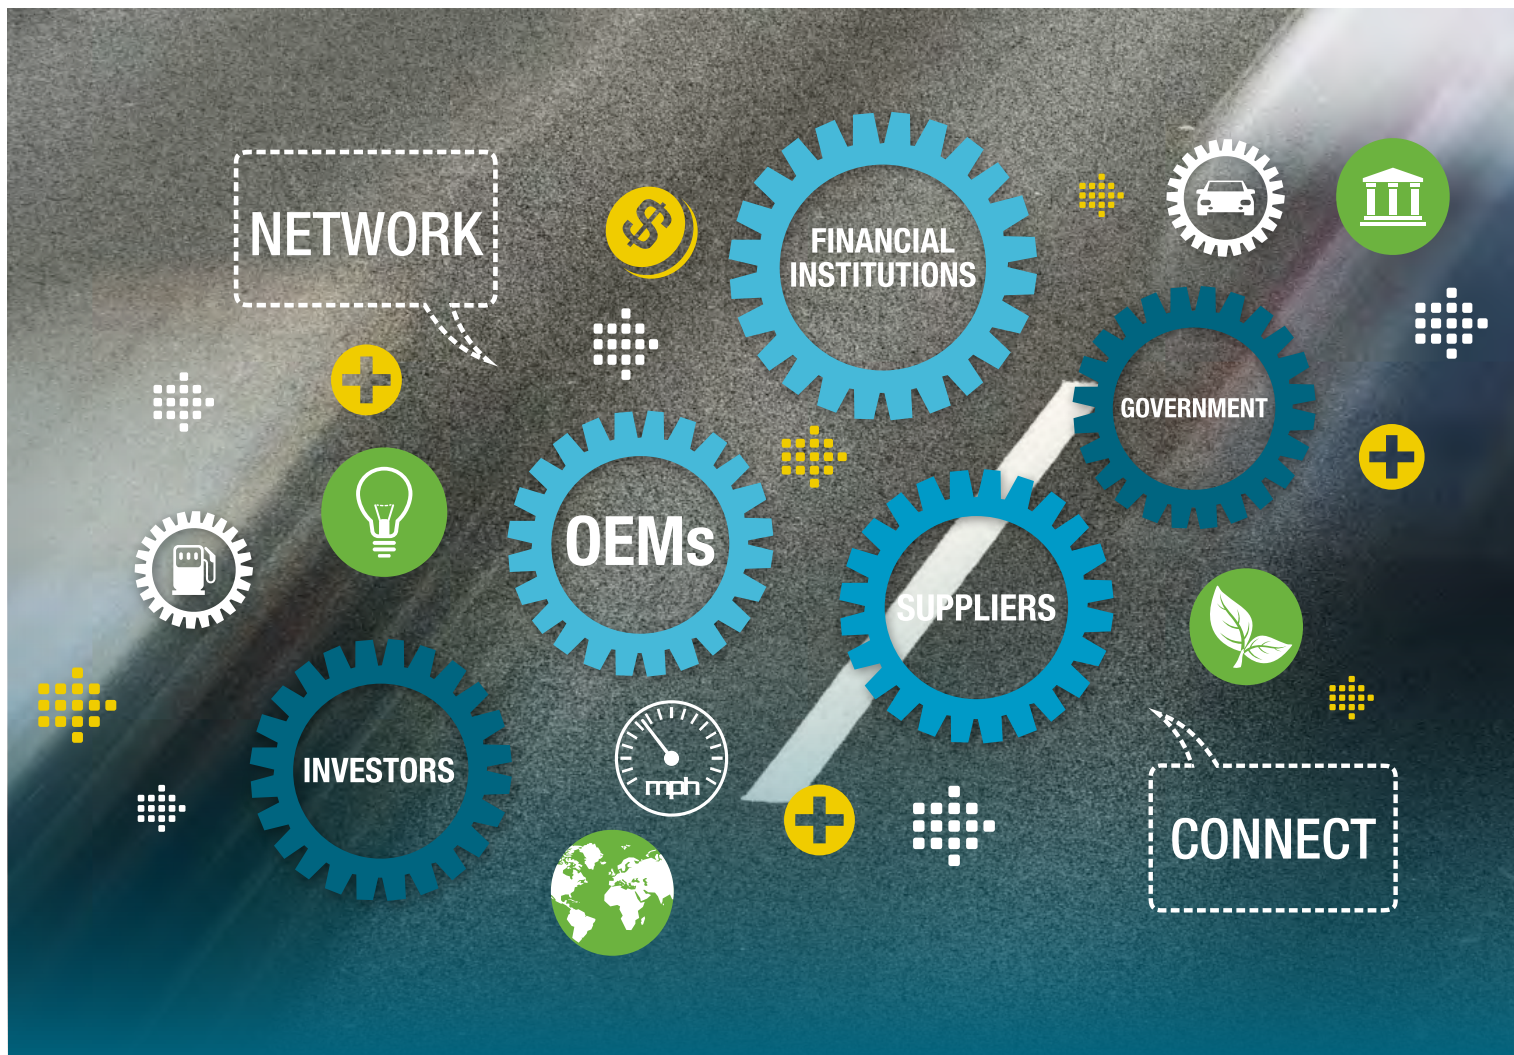 NETWORK
$
FINANCIAL
INSTITUTIONS
GOVERNMENT
OEMs
SUPPLIERS
INVESTORS
mph
CONNECT